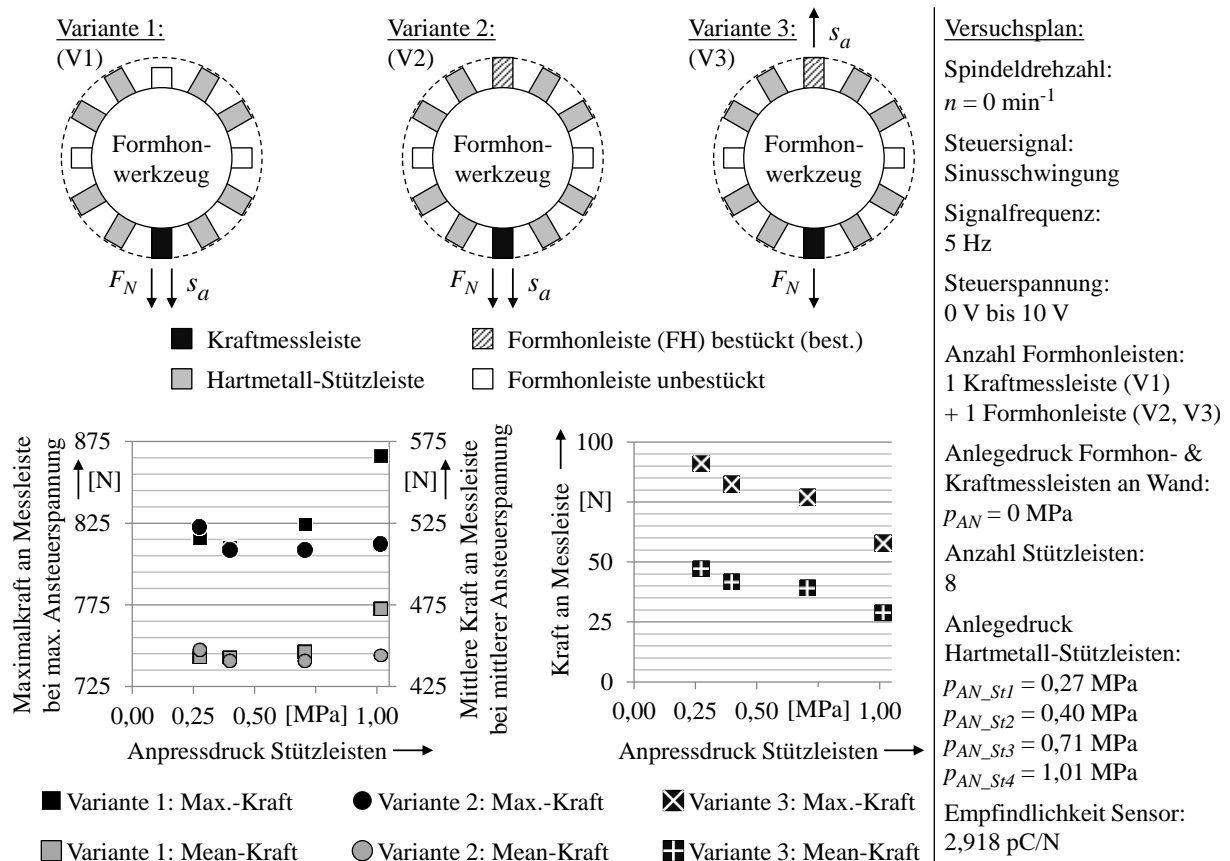 Variante 1:
(V1)
Formhon-
werkzeug
F_N
s_a
Variante 2:
(V2)
Formhon-
werkzeug
F_N
s_a
Variante 3:
(V3)
s_a
Formhon-
werkzeug
F_N
Kraftmessleiste
Formhonleiste (FH) bestückt (best.)
Hartmetall-Stützleiste
Formhonleiste unbestückt
Maximalkraft an Messleiste
bei max. Ansteuerspannung
875
[N]
825
775
725
0,00 0,25 0,50 [MPa] 1,00
Anpressdruck Stützleisten
575
[N]
525
475
425
Mittlere Kraft an Messleiste
bei mittlerer Ansteuerspannung
Kraft an Messleiste
100
[N]
50
25
0
0,00 0,25 0,50 [MPa] 1,00
Anpressdruck Stützleisten
Variante 1: Max.-Kraft
Variante 2: Max.-Kraft
Variante 3: Max.-Kraft
Variante 1: Mean-Kraft
Variante 2: Mean-Kraft
Variante 3: Mean-Kraft
Versuchsplan:
Spindeldrehzahl:
n = 0 min⁻¹
Steuersignal:
Sinusschwingung
Signalfrequenz:
5 Hz
Steuerspannung:
0 V bis 10 V
Anzahl Formhonleisten:
1 Kraftmessleiste (V1)
+ 1 Formhonleiste (V2, V3)
Anlegedruck Formhon- &
Kraftmessleisten an Wand:
p_AN = 0 MPa
Anzahl Stützleisten:
8
Anlegedruck
Hartmetall-Stützleisten:
p_AN_St1 = 0,27 MPa
p_AN_St2 = 0,40 MPa
p_AN_St3 = 0,71 MPa
p_AN_St4 = 1,01 MPa
Empfindlichkeit Sensor:
2,918 pC/N